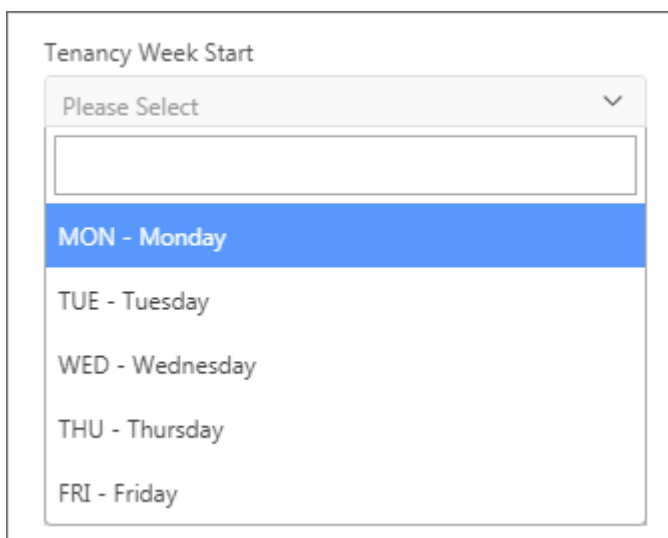 Tenancy Week Start
Please Select
MON - Monday
TUE - Tuesday
WED - Wednesday
THU - Thursday
FRI - Friday